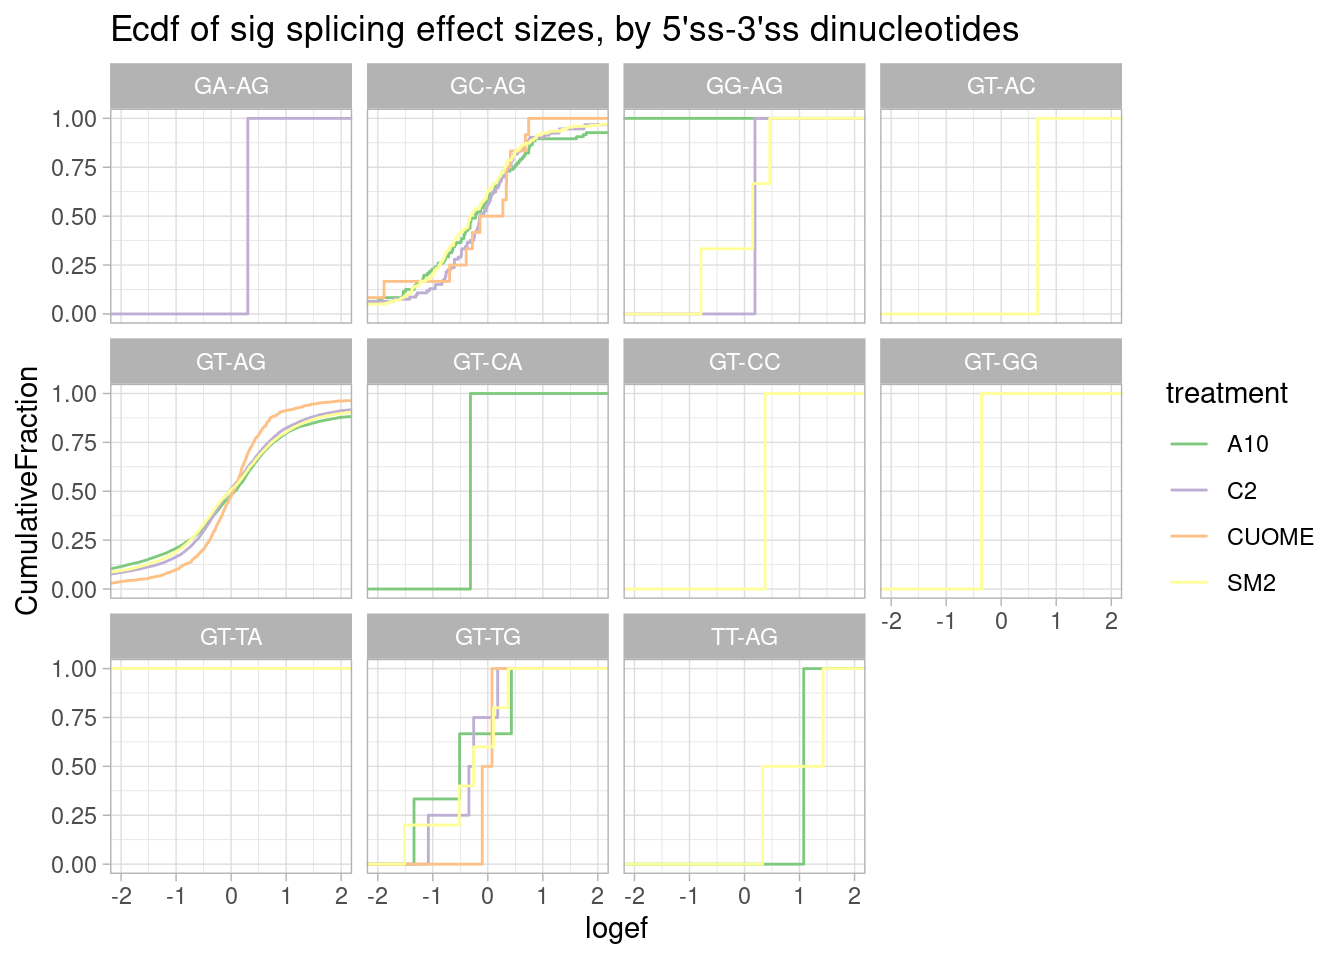 Ecdf of sig splicing effect sizes, by 5'ss-3'ss dinucleotides
GA-AG GC-AG GG-AG GT-AC
1.00
0.75
0.50
0.25
0.00
GT-AG GT-CA GT-CC GT-GG
1.00
0.75
0.50
0.25
0.00
-2 -1 0 1 2
GT-TA GT-TG TT-AG
1.00
0.75
0.50
0.25
0.00
-2 -1 0 1 2 -2 -1 0 1 2 -2 -1 0 1 2
logef
CumulativeFraction
treatment
A10
C2
CUOME
SM2